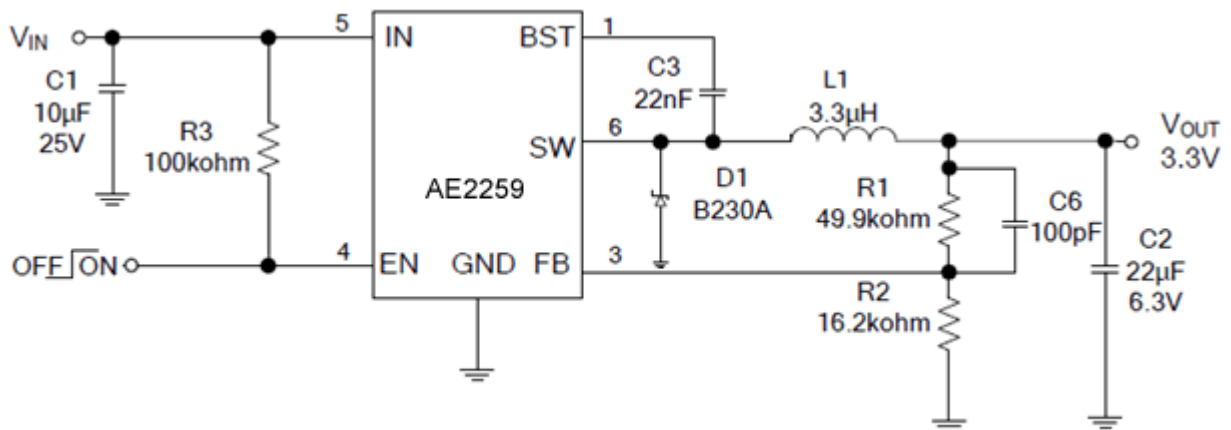 V_IN
5
IN
BST
1
C1
10µF
25V
R3
100kohm
C3
22nF
L1
3.3µH
6
SW
V_OUT
3.3V
AE2259
D1
B230A
R1
49.9kohm
C6
100pF
C2
22µF
6.3V
OFF ON
4
EN
GND
FB
3
R2
16.2kohm